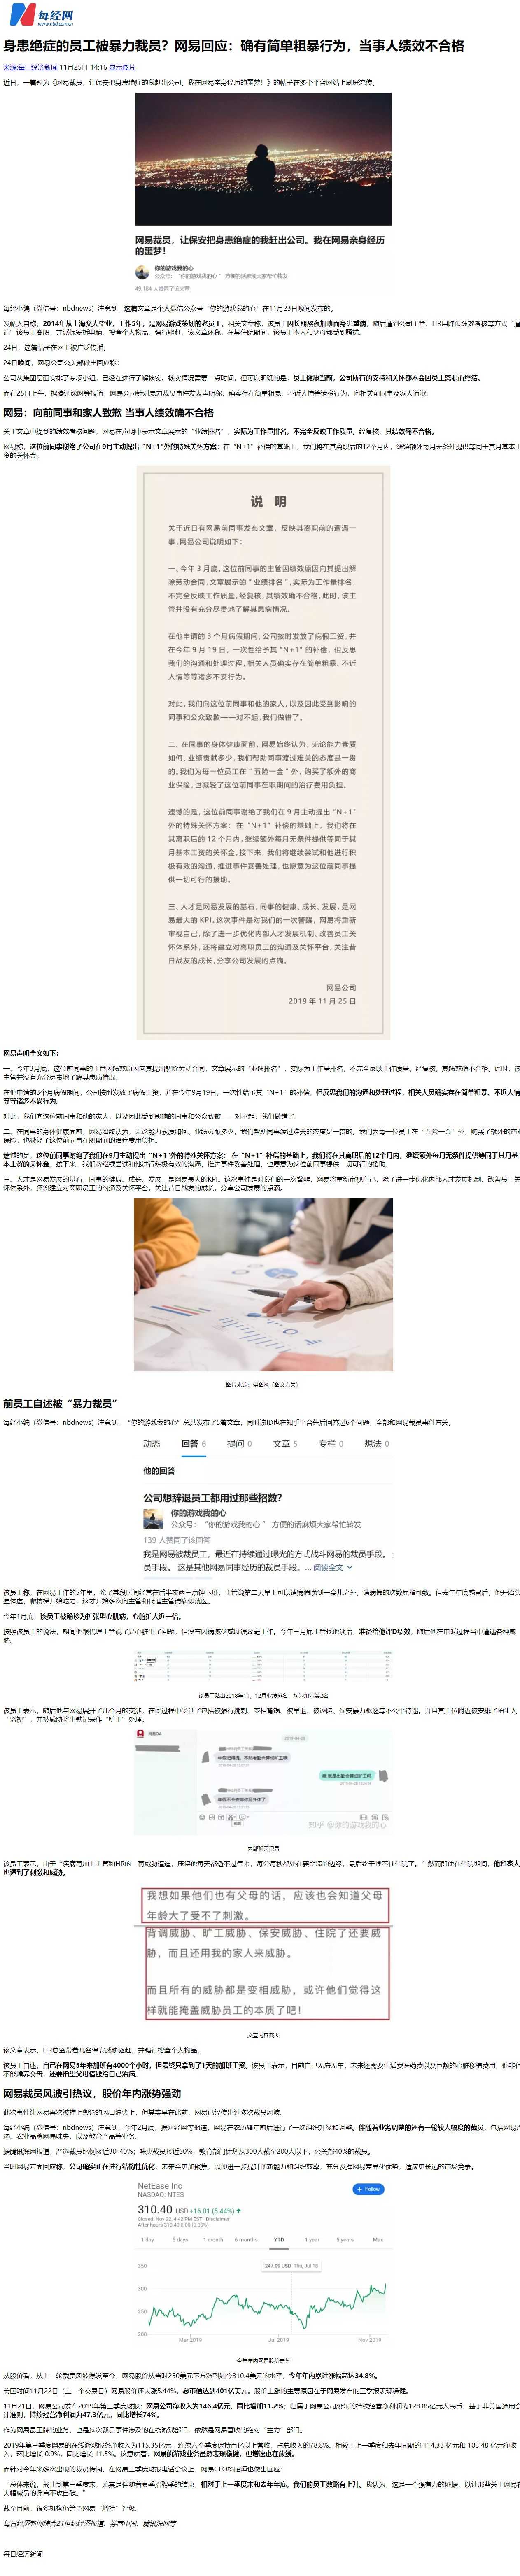 每经网
www.nbd.com.cn
身患绝症的员工被暴力裁员？网易回应：确有简单粗暴行为，当事人绩效不合格
来源:每日经济新闻 11月25日 14:16 显示图片
近日，一篇题为《网易裁员，让保安把身患绝症的我赶出公司。我在网易亲身经历的噩梦！》的帖子在多个平台网站上刷屏流传。
网易裁员，让保安把身患绝症的我赶出公司。我在网易亲身经历
的噩梦！
你的游戏我的心
公众号：“你的游戏我的心” 方便的话麻烦大家帮忙转发
49,104 人赞同了该文章
每经小编（微信号：nbdnews）注意到，这篇文章是个人微信公众号“你的游戏我的心”在11月23日晚间发布的。
发帖人自称，2014年从上海交大毕业，工作5年，是网易游戏策划的老员工。相关文章称，该员工因长期熬夜加班而身患重病，随后遭到公司主管、HR用降低绩效考核等方式“逼
迫”该员工离职，并派保安拆电脑，搜查个人物品、强行驱赶。该文章还称，在其住院期间，该员工本人和父母都受到骚扰。
24日，这篇帖子在网上被广泛传播。
24日晚间，网易公司公关部做出回应称：
公司从集团层面安排了专项小组，已经在进行了解核实。核实情况需要一点时间，但可以明确的是：员工健康当前，公司所有的支持和关怀都不会因员工离职而终结。
而在25日上午，据腾讯深网等报道，网易公司针对暴力裁员事件发表声明称，确实存在简单粗暴、不近人情等诸多行为，向相关前同事及家人道歉。
网易：向前同事和家人致歉 当事人绩效不合格
关于文章中提到的绩效考核问题，网易在声明中表示文章展示的“业绩排名”，实际为工作量排名，不完全反映工作质量。经复核，其绩效确不合格。
网易称，这位前同事谢绝了公司在9月主动提出“N+1”外的特殊关怀方案：在“N+1”补偿的基础上，我们将在其离职后的12个月内，继续额外每月无条件提供等同于其月基本工
资的关怀金。
说 明
关于近日有网易前同事发布文章，反映其离职前的遭遇一
事，网易公司说明如下：
一、今年 3 月底，这位前同事的主管因绩效原因向其提出解
除劳动合同，文章展示的“业绩排名”，实际为工作量排名，
不完全反映工作质量。经复核，其绩效确不合格。此时，该主
管并没有充分尽责地了解其患病情况。
在他申请的 3 个月病假期间，公司按时发放了病假工资，并
在今年 9 月 19 日，一次性给予其“N+1”的补偿，但反思
我们的沟通和处理过程，相关人员确实存在简单粗暴、不近
人情等等诸多不妥行为。
对此，我们向这位前同事和他的家人，以及因此受到影响的
同事和公众致歉——对不起，我们做错了。
二、在同事的身体健康面前，网易始终认为，无论能力素质
如何、业绩贡献多少，我们帮助同事渡过难关的态度是一贯
的。我们为每一位员工在“五险一金”外，购买了额外的商
业保险，也减轻了这位前同事在职期间的治疗费用负担。
遗憾的是，这位前同事谢绝了我们在 9 月主动提出“N+1”
外的特殊关怀方案：在“N+1”补偿的基础上，我们将在
其离职后的 12 个月内，继续额外每月无条件提供等同于其
月基本工资的关怀金。接下来，我们将继续尝试和他进行积
极有效的沟通，推进事件妥善处理，也愿意为这位前同事提
供一切可行的援助。
三、人才是网易发展的基石，同事的健康、成长、发展，是网
易最大的 KPI。这次事件是对我们的一次警醒，网易将重新
审视自己，除了进一步优化内部人才发展机制、改善员工关
怀体系外，还将建立对离职员工的沟通及关怀平台，关注昔
日战友的成长，分享公司发展的点滴。
网易公司
2019 年 11 月 25 日
网易声明全文如下：
一、今年3月底，这位前同事的主管因绩效原因向其提出解除劳动合同，文章展示的“业绩排名”，实际为工作量排名，不完全反映工作质量。经复核，其绩效确不合格。此时，该
主管并没有充分尽责地了解其患病情况。
在他申请的3个月病假期间，公司按时发放了病假工资，并在今年9月19日，一次性给予其“N+1”的补偿，但反思我们的沟通和处理过程，相关人员确实存在简单粗暴、不近人情
等等诸多不妥行为。
对此，我们向这位前同事和他的家人，以及因此受到影响的同事和公众致歉——对不起，我们做错了。
二、在同事的身体健康面前，网易始终认为，无论能力素质如何、业绩贡献多少，我们帮助同事渡过难关的态度是一贯的。我们为每一位员工在“五险一金”外，购买了额外的商业
保险，也减轻了这位前同事在职期间的治疗费用负担。
遗憾的是，这位前同事谢绝了我们在9月主动提出“N+1”外的特殊关怀方案： 在“N+1”补偿的基础上，我们将在其离职后的12个月内，继续额外每月无条件提供等同于其月基
本工资的关怀金。接下来，我们将继续尝试和他进行积极有效的沟通，推进事件妥善处理，也愿意为这位前同事提供一切可行的援助。
三、人才是网易发展的基石，同事的健康、成长、发展，是网易最大的KPI。这次事件是对我们的一次警醒，网易将重新审视自己，除了进一步优化内部人才发展机制、改善员工关
怀体系外，还将建立对离职员工的沟通及关怀平台，关注昔日战友的成长，分享公司发展的点滴。
图片来源：摄图网（图文无关）
前员工自述被“暴力裁员”
每经小编（微信号：nbdnews）注意到，“你的游戏我的心”总共发布了5篇文章，同时该ID也在知乎平台先后回答过6个问题，全部和网易裁员事件有关。
动态 回答 6 提问 0 文章 5 专栏 0 想法 0
他的回答
公司想辞退员工都用过那些招数？
你的游戏我的心
公众号：“你的游戏我的心 ” 方便的话麻烦大家帮忙转发
139 人赞同了该回答
我是网易被裁员工，最近在持续通过曝光的方式战斗网易的裁员手段。
员手段。 这是其他网易同事经历的裁员手段。... 阅读全文
该员工称，在网易工作的5年里，除了某段时间经常在后半夜两三点钟下班，主管说第二天早上可以请病假晚到一会儿之外，请病假的次数屈指可数。但去年年底感冒后，他开始头
晕体虚，爬楼梯开始吃力，这才开始多次向主管和代理主管请病假就医。
今年1月底，该员工被确诊为扩张型心肌病，心脏扩大近一倍。
按照该员工的说法，期间他跟代理主管说了是心脏出了问题，但没有因病减少或耽误丝毫工作。今年三月底主管找他谈话，准备给他评D绩效，随后他在申诉过程当中遭遇各种威
胁。
该员工贴出2018年11，12月业绩排名，均为组内第2名
该员工表示，随后他与网易展开了几个月的交涉，在此过程中受到了包括被强行挑刺、变相背锅、被早退、被误陷、保安暴力驱逐等不公平待遇。并且其工位附近被安排了陌生人
“监视”，并被威胁将出勤记录作“旷工”处理。
内部聊天记录
该员工表示，由于“疾病再加上主管和HR的一再威胁逼迫，压得他每天都透不过气来，每分每秒都处在要崩溃的边缘，最后终于撑不住住院了。”然而即使在住院期间，他和家人
也遭到了刺激和威胁。
我想如果他们也有父母的话，应该也会知道父母
年龄大了受不了刺激。
背调威胁、旷工威胁、保安威胁、住院了还要威
胁，而且还用我的家人来威胁。
而且所有的威胁都是变相威胁，或许他们觉得这
样就能掩盖威胁员工的本质了吧！
文章内容截图
该文章表示，HR总监带着几名保安威胁驱赶，并强行搜查个人物品。
该员工自述，自己在网易5年来加班有4000个小时，但最终只拿到了1天的加班工资。该员工表示，目前自己无房无车，未来还需要生活费医药费以及巨额的心脏移植费用，他非但
不能赡养父母，还要指望父母借钱给自己治病。
网易裁员风波引热议，股价年内涨势强劲
此次事件让网易再次被推上舆论的风口浪尖上，但其实早在此前，网易已经传出过多次裁员风波。
每经小编（微信号：nbdnews）注意到，今年2月底，据财经网等报道，网易在农历猪年前后进行了一次组织升级和调整。伴随着业务调整的还有一轮较大幅度的裁员，包括网易严
选、农业品牌网易味央，以及教育产品等业务。
据腾讯深网报道，严选裁员比例接近30-40%；味央裁员接近50%，教育部门计划从300人裁至200人以下，公关部40%的裁员。
当时网易方面回应称，公司确实正在进行结构性优化，未来会更加聚焦，以便进一步提升创新能力和组织效率，充分发挥网易差异化优势，适应更长远的市场竞争。
NetEase Inc
NASDAQ: NTES
Follow
310.40 USD +16.01 (5.44%)
Closed: Nov 22, 4:43 PM EST · Disclaimer
After hours 310.40 0.00 (0.00%)
1 day 5 days 1 month 6 months YTD 1 year 5 years Max
247.99 USD Thu, Jul 18
350
300
250
200
Mar 2019 Jul 2019 Nov 2019
今年年内网易股价走势
从股价看，从上一轮裁员风波爆发至今，网易股价从当时250美元下方涨到如今310.4美元的水平，今年年内累计涨幅高达34.8%。
美国时间11月22日（上一个交易日）网易股价还大涨5.44%，总市值达到401亿美元。股价上涨的主要原因在于网易发布的三季报表现稳健。
11月21日，网易公司发布2019年第三季度财报：网易公司净收入为146.4亿元，同比增加11.2%；归属于网易公司股东的持续经营净利润为128.85亿元人民币；基于非美国通用会
计准则，持续经营净利润为47.3亿元，同比增长74%。
作为网易最王牌的业务，也是这次裁员事件涉及的在线游戏部门，依然是网易营收的绝对“主力”部门。
2019年第三季度网易的在线游戏服务净收入为115.35亿元，连续六个季度保持百亿以上营收，占总收入的78.8%。相较于上一季度和去年同期的 114.33 亿元和 103.48 亿元净收
入，环比增长 0.9%，同比增长 11.5%。这意味着，网易的游戏业务虽然表现稳健，但增速也在放缓。
而针对今年来多次出现的裁员传闻，在网易三季度财报电话会议上，网易CFO杨昭烜也做出回应：
“总体来说，截止到第三季度末，尤其是伴随着夏季招聘季的结束，相对于上一季度末和去年年底，我们的员工数略有上升。我认为，这是一个强有力的证据，以让那些关于网易在
大幅减员的谣言不攻自破。”
截至目前，很多机构仍给予网易“增持”评级。
每日经济新闻综合21世纪经济报道、券商中国、腾讯深网等
每日经济新闻